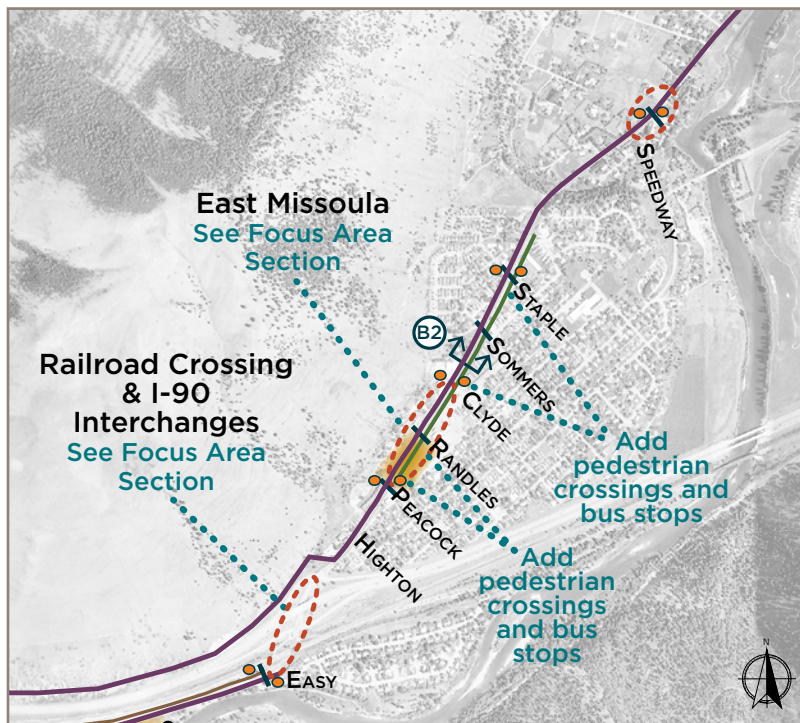 SPEEDWAY
East Missoula
See Focus Area
Section
STAPLE
B2
SOMMERS
Railroad Crossing
& I-90
Interchanges
See Focus Area
Section
CLYDE
RANDLES
Add
pedestrian
crossings and
bus stops
PEACOCK
HIGHTON
Add
pedestrian
crossings
and bus
stops
EASY
N